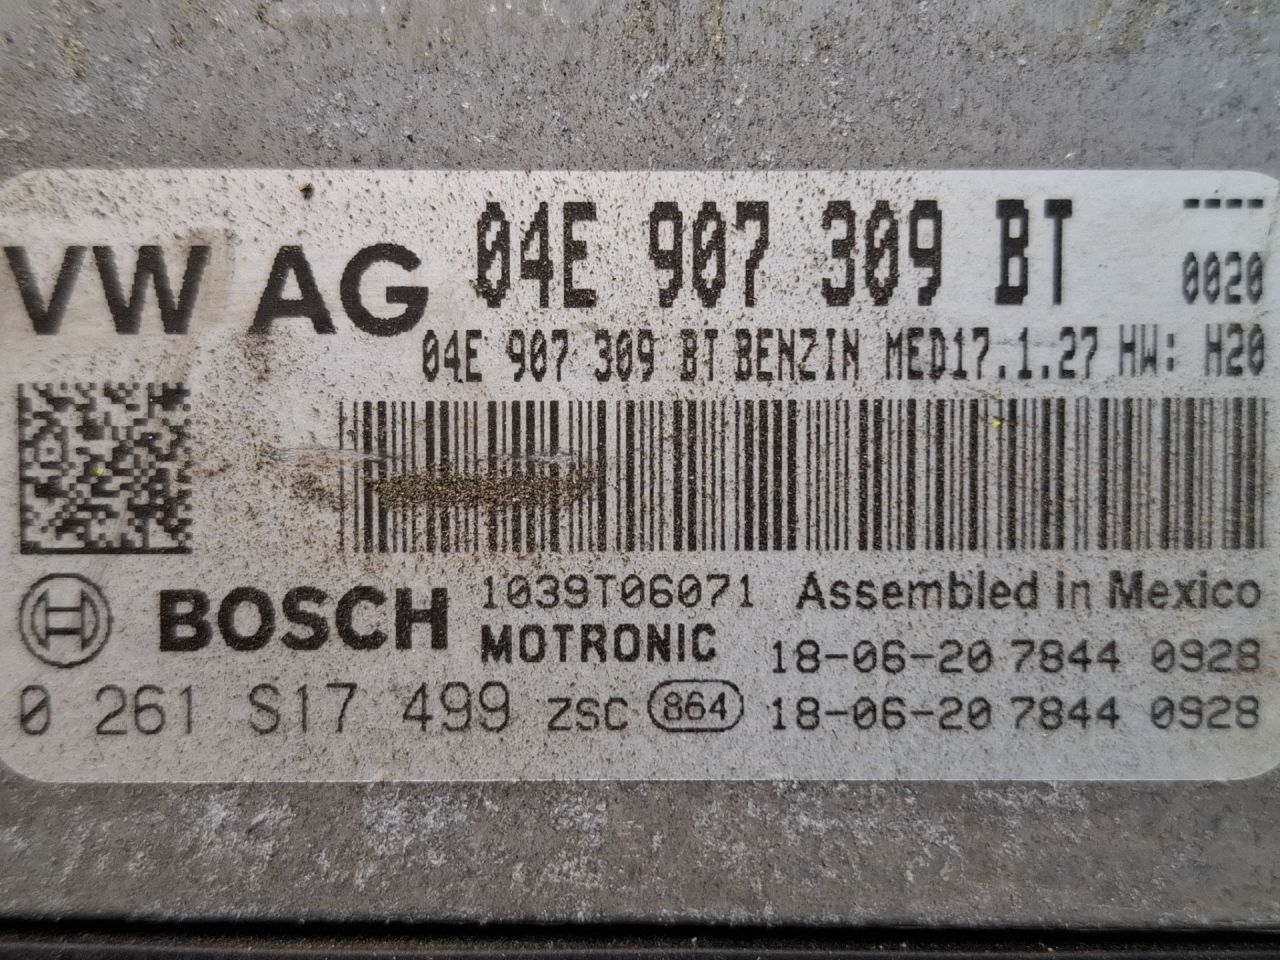 VW AG 04E 907 309 BT ----
0020
04E 907 309 BT BENZIN MED17.1.27 HW: H20
BOSCH 1039T06071 Assembled in Mexico
MOTRONIC 18-06-20 7844 0928
0 261 S17 499 ZSC 864 18-06-20 7844 0928